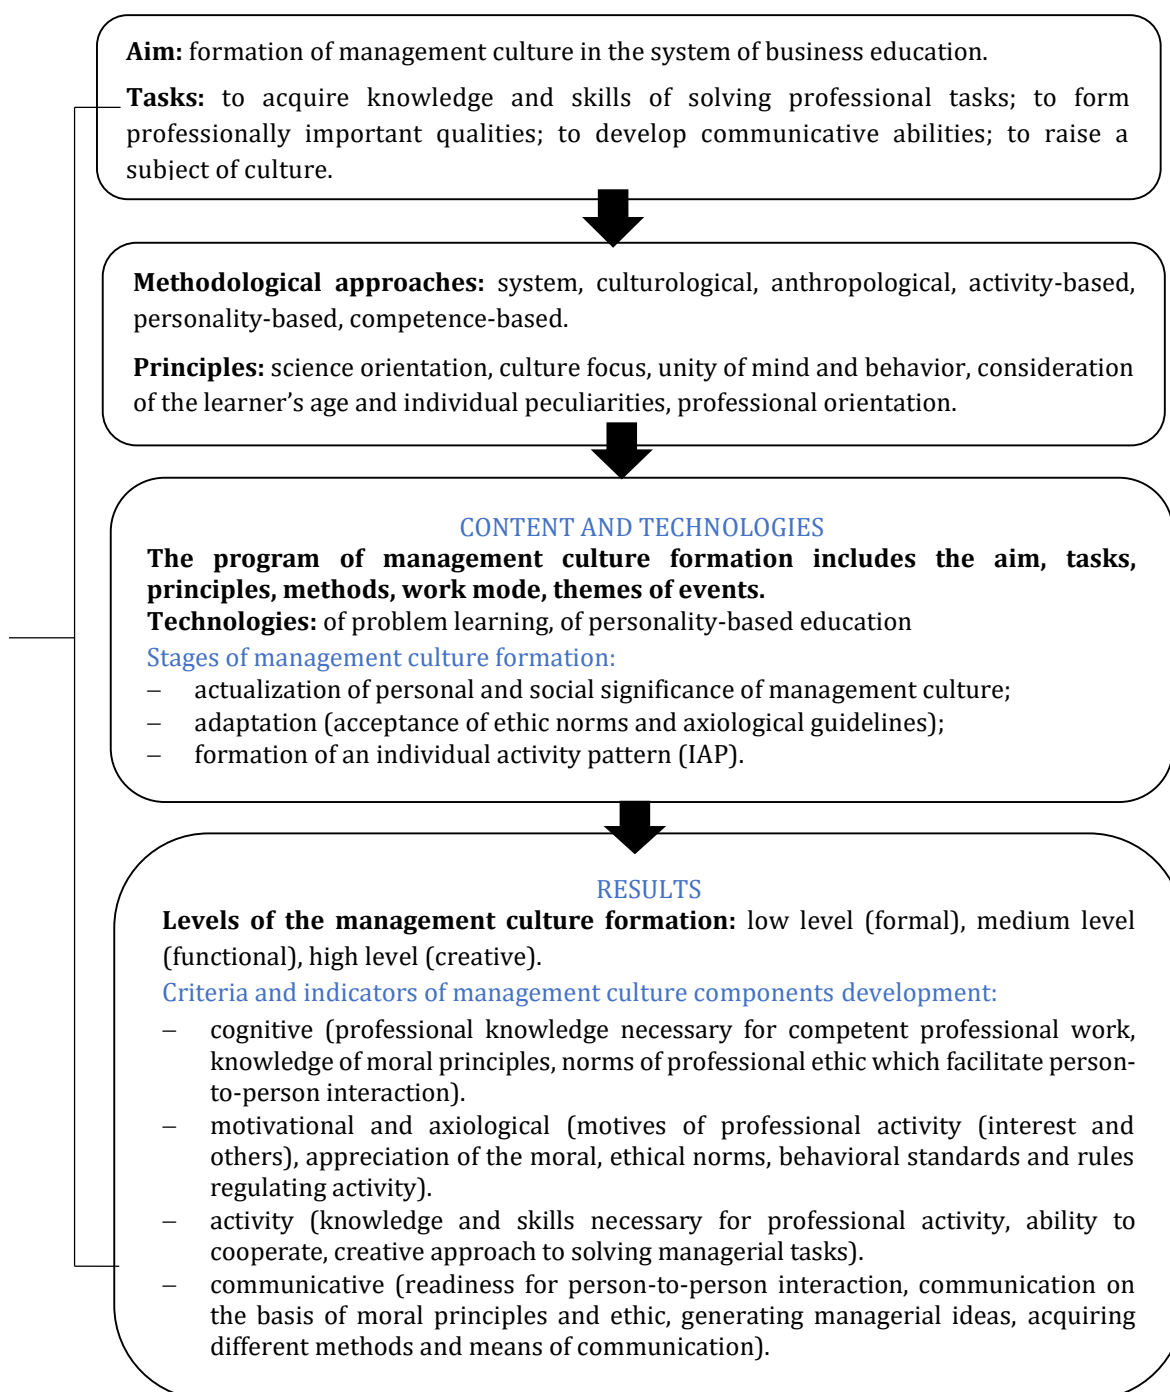 Aim: formation of management culture in the system of business education.
Tasks: to acquire knowledge and skills of solving professional tasks; to form
professionally important qualities; to develop communicative abilities; to raise a
subject of culture.
Methodological approaches: system, culturological, anthropological, activity-based,
personality-based, competence-based.
Principles: science orientation, culture focus, unity of mind and behavior, consideration
of the learner’s age and individual peculiarities, professional orientation.
CONTENT AND TECHNOLOGIES
The program of management culture formation includes the aim, tasks,
principles, methods, work mode, themes of events.
Technologies: of problem learning, of personality-based education
Stages of management culture formation:
– actualization of personal and social significance of management culture;
– adaptation (acceptance of ethic norms and axiological guidelines);
– formation of an individual activity pattern (IAP).
RESULTS
Levels of the management culture formation: low level (formal), medium level
(functional), high level (creative).
Criteria and indicators of management culture components development:
– cognitive (professional knowledge necessary for competent professional work,
knowledge of moral principles, norms of professional ethic which facilitate person-
to-person interaction).
– motivational and axiological (motives of professional activity (interest and
others), appreciation of the moral, ethical norms, behavioral standards and rules
regulating activity).
– activity (knowledge and skills necessary for professional activity, ability to
cooperate, creative approach to solving managerial tasks).
– communicative (readiness for person-to-person interaction, communication on
the basis of moral principles and ethic, generating managerial ideas, acquiring
different methods and means of communication).